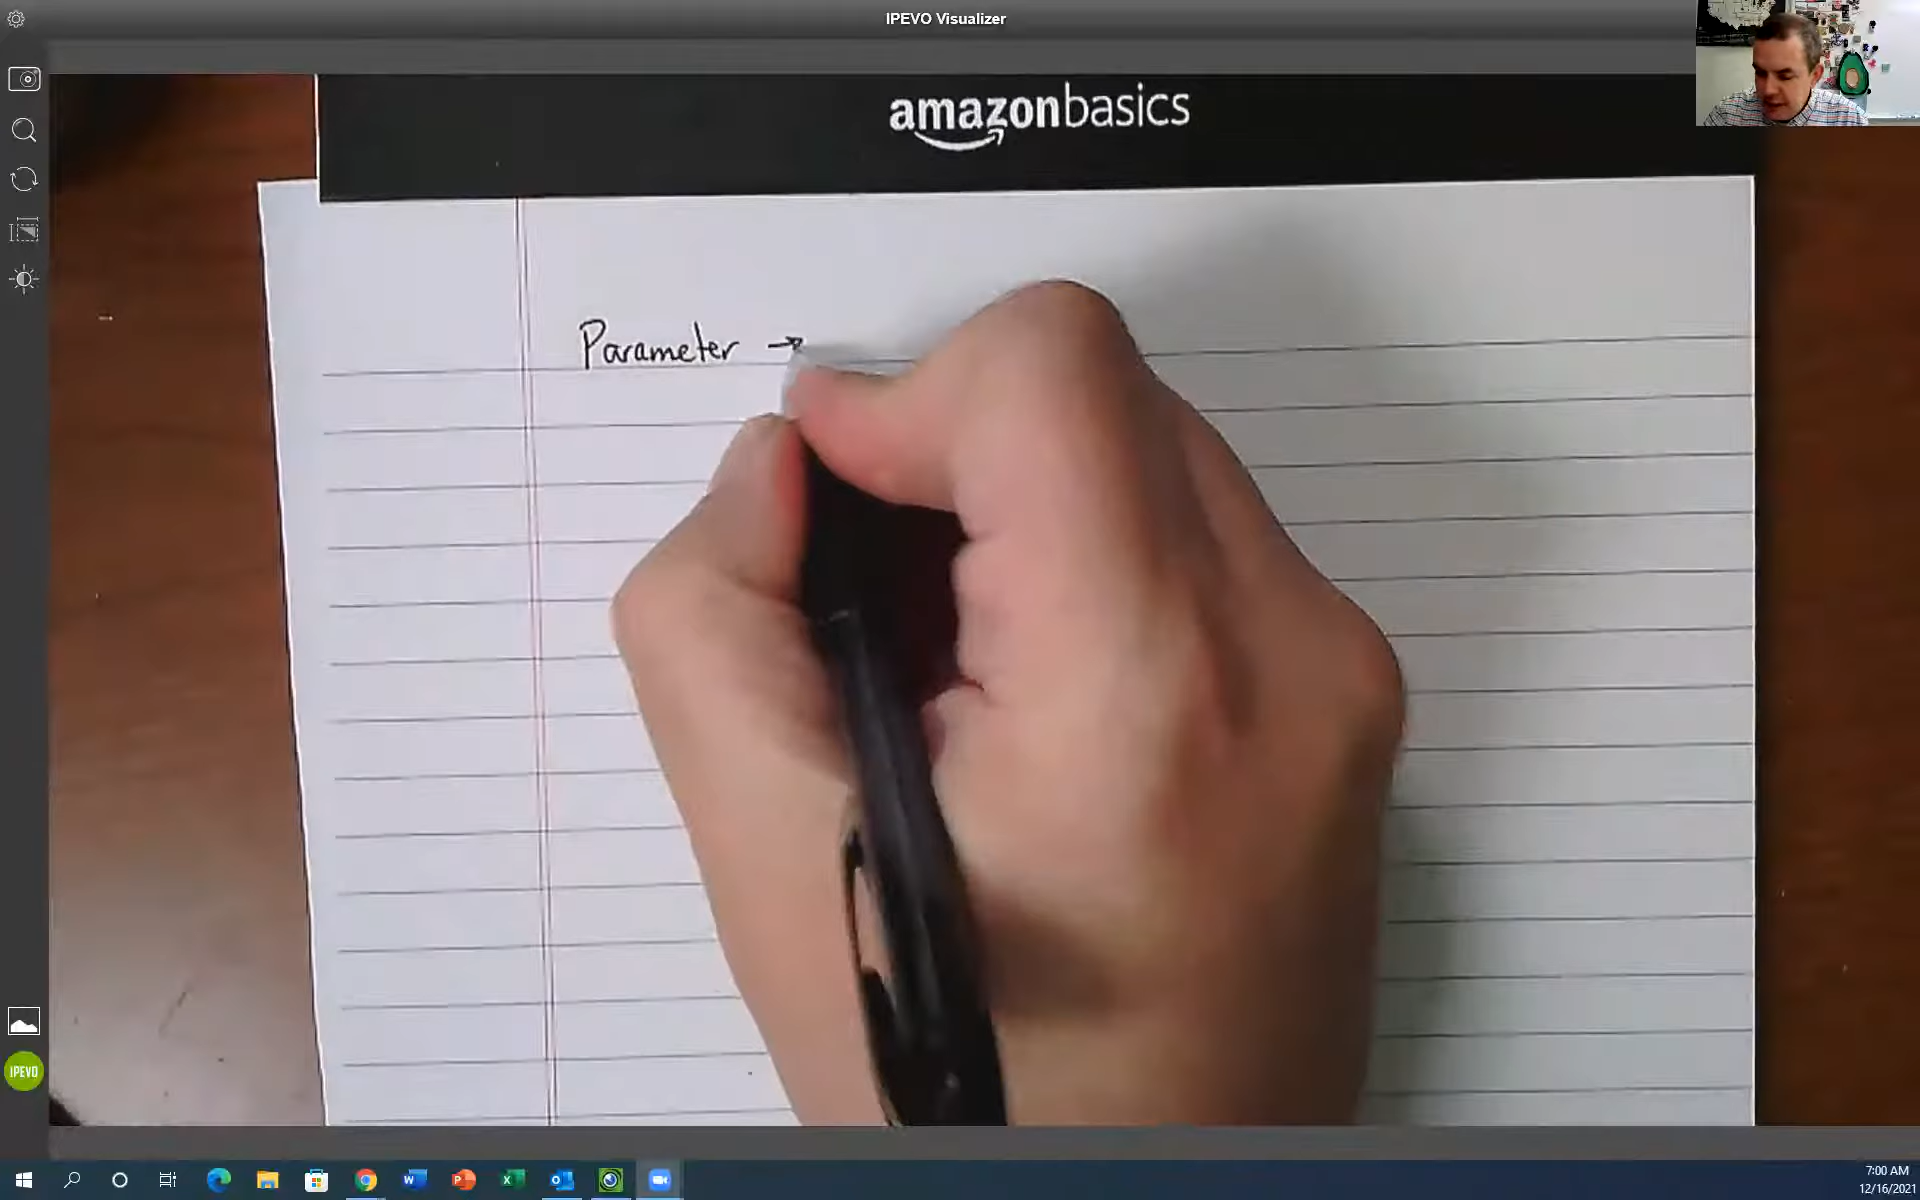 IPEVO Visualizer
amazonbasics
Parameter →
IPEVO
7:00 AM
12/16/2021